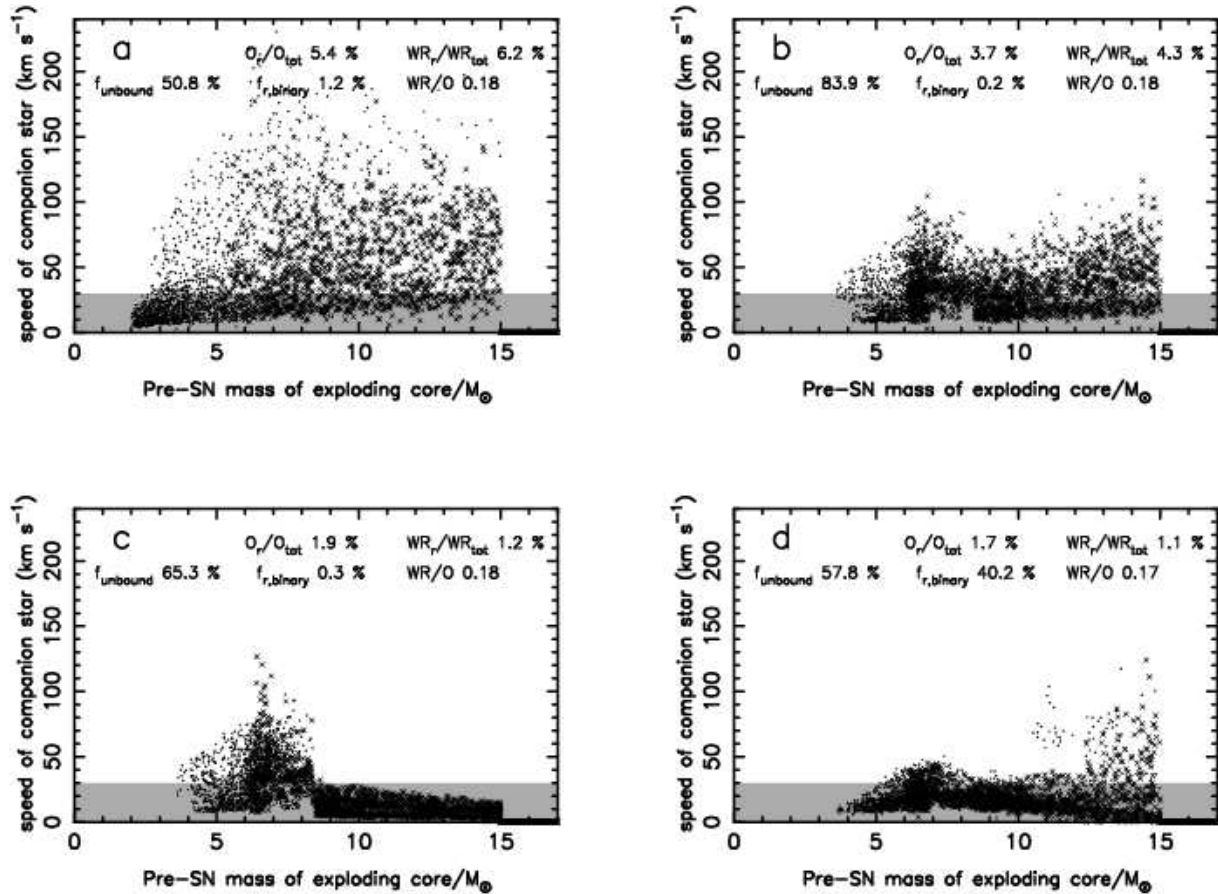 a
O_r/O_tot 5.4 % WR_r/WR_tot 6.2 %
f_unbound 50.8 % f_r,binary 1.2 % WR/O 0.18
speed of companion star (km s⁻¹)
0 50 100 150 200
0 5 10 15
Pre−SN mass of exploding core/M⊙
b
O_r/O_tot 3.7 % WR_r/WR_tot 4.3 %
f_unbound 83.9 % f_r,binary 0.2 % WR/O 0.18
speed of companion star (km s⁻¹)
0 50 100 150 200
0 5 10 15
Pre−SN mass of exploding core/M⊙
c
O_r/O_tot 1.9 % WR_r/WR_tot 1.2 %
f_unbound 65.3 % f_r,binary 0.3 % WR/O 0.18
speed of companion star (km s⁻¹)
0 50 100 150 200
0 5 10 15
Pre−SN mass of exploding core/M⊙
d
O_r/O_tot 1.7 % WR_r/WR_tot 1.1 %
f_unbound 57.8 % f_r,binary 40.2 % WR/O 0.17
speed of companion star (km s⁻¹)
0 50 100 150 200
0 5 10 15
Pre−SN mass of exploding core/M⊙